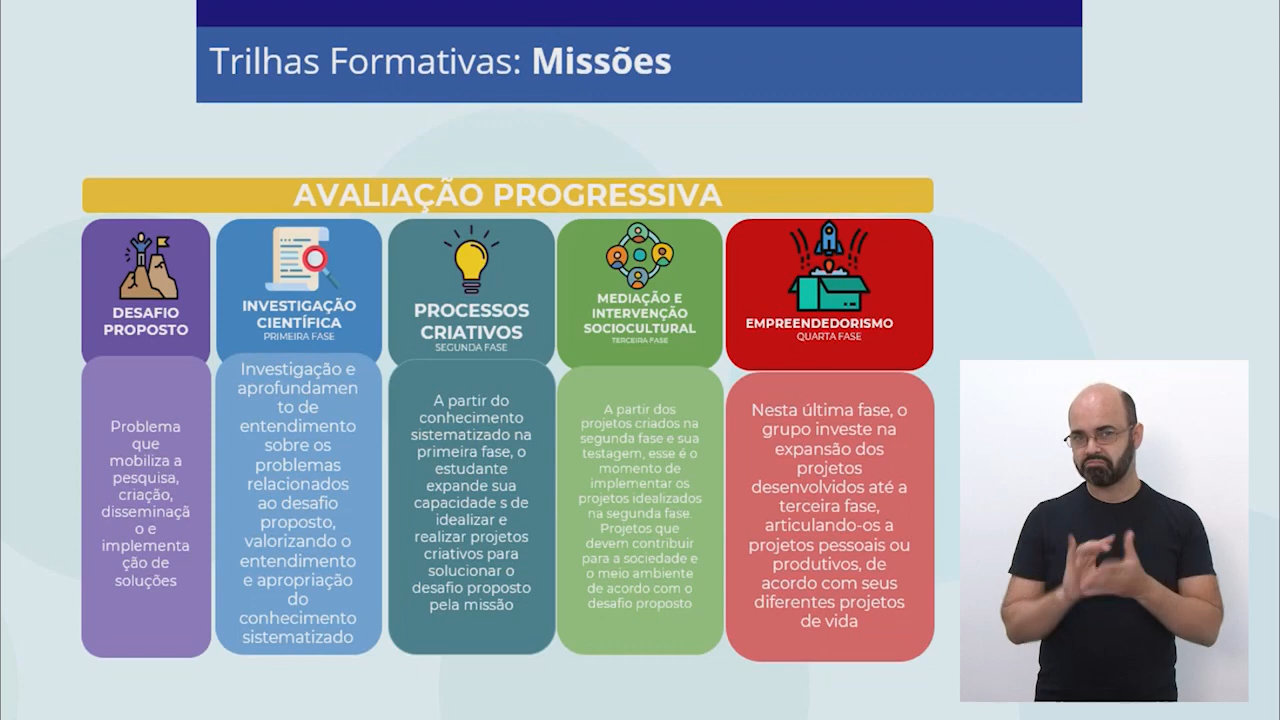 Trilhas Formativas: Missões
AVALIAÇÃO PROGRESSIVA
DESAFIO
PROPOSTO
Problema
que
mobiliza a
pesquisa,
criação,
disseminaçã
o e
implementa
ção de
soluções
INVESTIGAÇÃO
CIENTÍFICA
PRIMEIRA FASE
Investigação e
aprofundamen
to de
entendimento
sobre os
problemas
relacionados
ao desafio
proposto,
valorizando o
entendimento
e apropriação
do
conhecimento
sistematizado
PROCESSOS
CRIATIVOS
SEGUNDA FASE
A partir do
conhecimento
sistematizado na
primeira fase, o
estudante
expande sua
capacidade s de
idealizar e
realizar projetos
criativos para
solucionar o
desafio proposto
pela missão
MEDIAÇÃO E
INTERVENÇÃO
SOCIOCULTURAL
TERCEIRA FASE
A partir dos
projetos criados na
segunda fase e sua
testagem, esse é o
momento de
implementar os
projetos idealizados
na segunda fase.
Projetos que
devem contribuir
para a sociedade e
o meio ambiente
de acordo com o
desafio proposto
EMPREENDEDORISMO
QUARTA FASE
Nesta última fase, o
grupo investe na
expansão dos
projetos
desenvolvidos até a
terceira fase,
articulando-os a
projetos pessoais ou
produtivos, de
acordo com seus
diferentes projetos
de vida